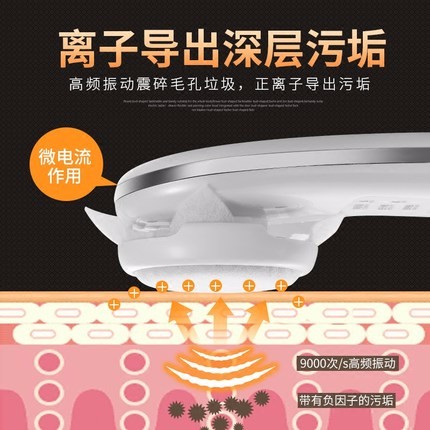 离子导出深层污垢
高频振动震碎毛孔垃圾，正离子导出污垢
微电流
作用
9000次/s高频振动
带有负因子的污垢